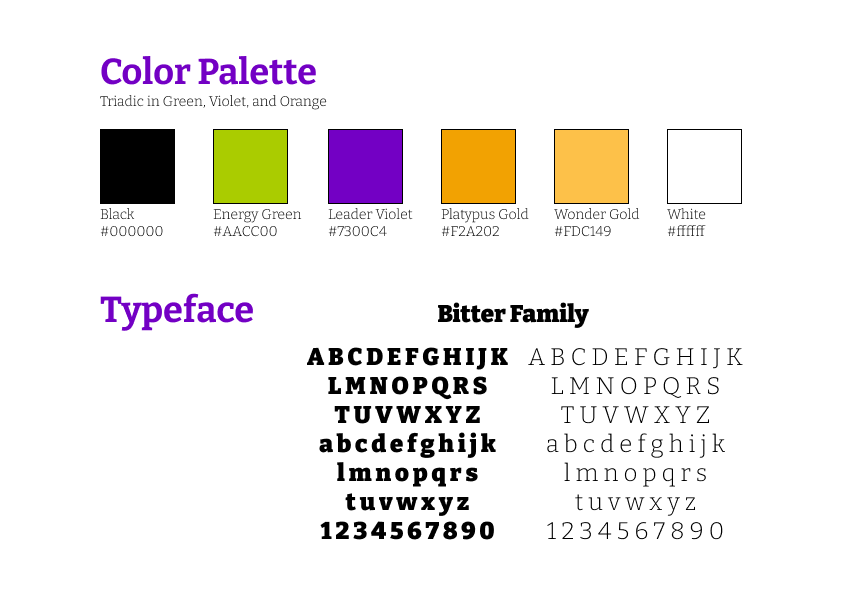 Color Palette
Triadic in Green, Violet, and Orange
Black
#000000
Energy Green
#AACC00
Leader Violet
#7300C4
Platypus Gold
#F2A202
Wonder Gold
#FDC149
White
#ffffff
Typeface
Bitter Family
ABCDEFGHIJK
LMNOPQRS
TUVWXYZ
abcdefghijk
lmnopqrs
tuvwxyz
1234567890
ABCDEFGHIJK
LMNOPQRS
TUVWXYZ
abcdefghijk
lmnopqrs
tuvwxyz
1234567890